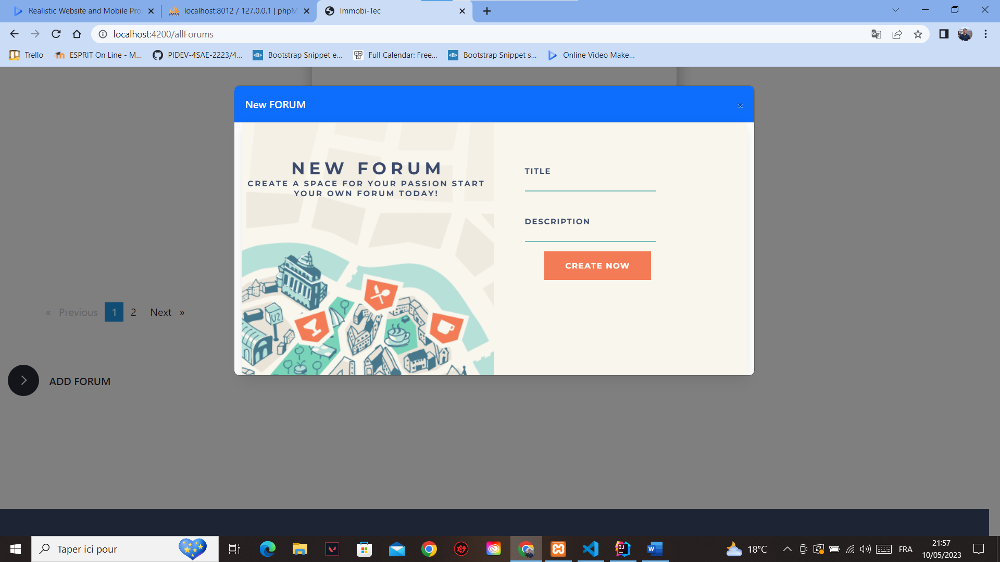 Realistic Website and Mobile Pro
localhost:8012 / 127.0.0.1 | phpM
Immobi-Tec
localhost:4200/allForums
Trello
ESPRIT On Line - M...
PIDEV-4SAE-2223/4...
Bootstrap Snippet e...
Full Calendar: Free...
Bootstrap Snippet s...
Online Video Make...
New FORUM
×
NEW FORUM
CREATE A SPACE FOR YOUR PASSION START
YOUR OWN FORUM TODAY!
TITLE
DESCRIPTION
CREATE NOW
U2
« Previous 1 2 Next »
ADD FORUM
Taper ici pour
18°C
FRA
21:57
10/05/2023